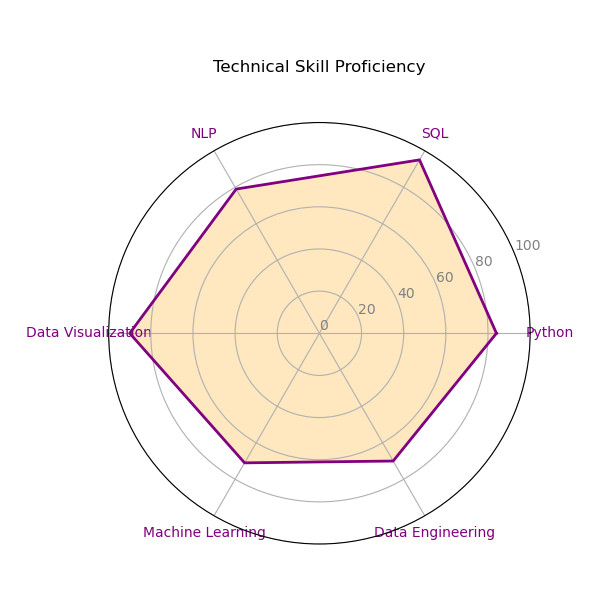 Technical Skill Proficiency
NLP
SQL
100
80
60
40
20
0
Data Visualization
Python
Machine Learning
Data Engineering